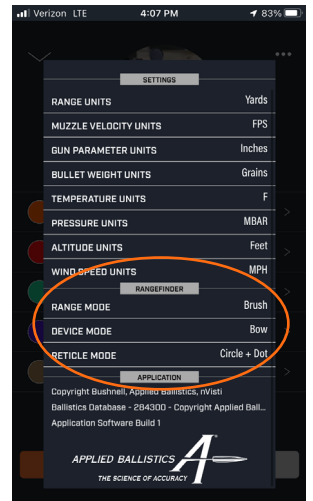 Verizon LTE 4:07 PM 83%
SETTINGS
RANGE UNITS Yards
MUZZLE VELOCITY UNITS FPS
GUN PARAMETER UNITS Inches
BULLET WEIGHT UNITS Grains
TEMPERATURE UNITS F
PRESSURE UNITS MBAR
ALTITUDE UNITS Feet
WIND SPEED UNITS MPH
RANGEFINDER
RANGE MODE Brush
DEVICE MODE Bow
RETICLE MODE Circle + Dot
APPLICATION
Copyright Bushnell, Applied Ballistics, nVisti
Ballistics Database - 284300 - Copyright Applied Ball...
Application Software Build 1
APPLIED BALLISTICS
THE SCIENCE OF ACCURACY